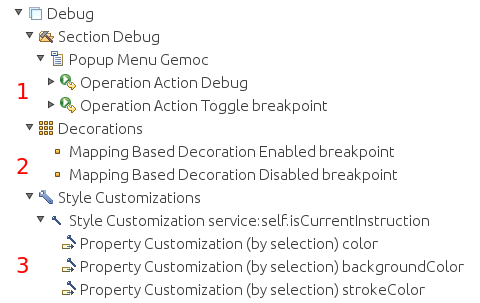 Debug
Section Debug
Popup Menu Gemoc
1 Operation Action Debug
Operation Action Toggle breakpoint
Decorations
2 Mapping Based Decoration Enabled breakpoint
Mapping Based Decoration Disabled breakpoint
Style Customizations
Style Customization service:self.isCurrentInstruction
Property Customization (by selection) color
3 Property Customization (by selection) backgroundColor
Property Customization (by selection) strokeColor